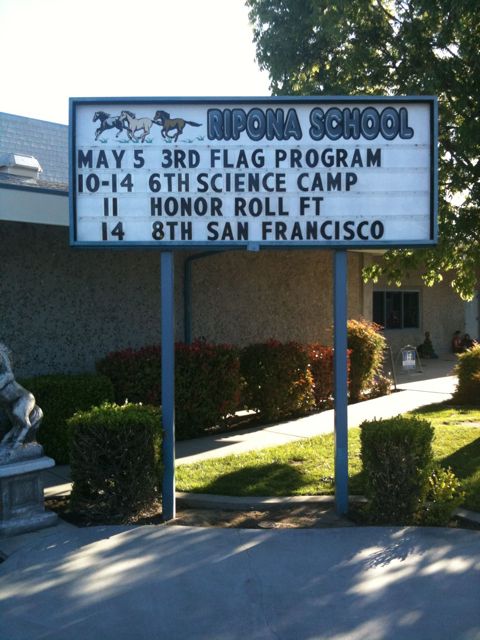 RIPONA SCHOOL
MAY 5 3RD FLAG PROGRAM
10-14 6TH SCIENCE CAMP
11 HONOR ROLL FT
14 8TH SAN FRANCISCO